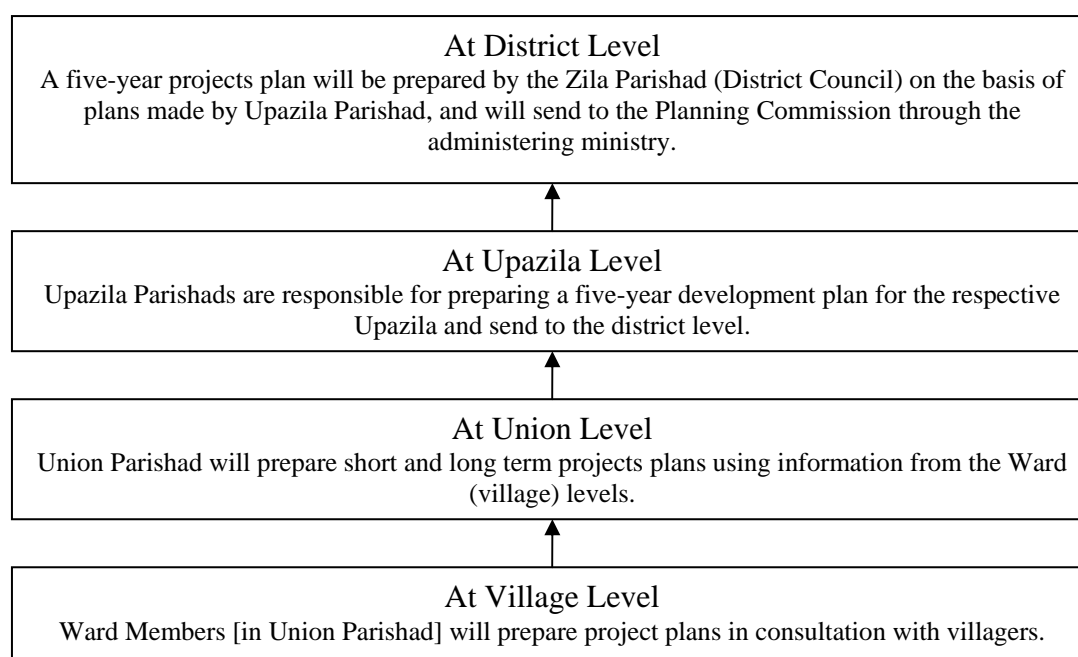 At District Level
A five-year projects plan will be prepared by the Zila Parishad (District Council) on the basis of
plans made by Upazila Parishad, and will send to the Planning Commission through the
administering ministry.
At Upazila Level
Upazila Parishads are responsible for preparing a five-year development plan for the respective
Upazila and send to the district level.
At Union Level
Union Parishad will prepare short and long term projects plans using information from the Ward
(village) levels.
At Village Level
Ward Members [in Union Parishad] will prepare project plans in consultation with villagers.